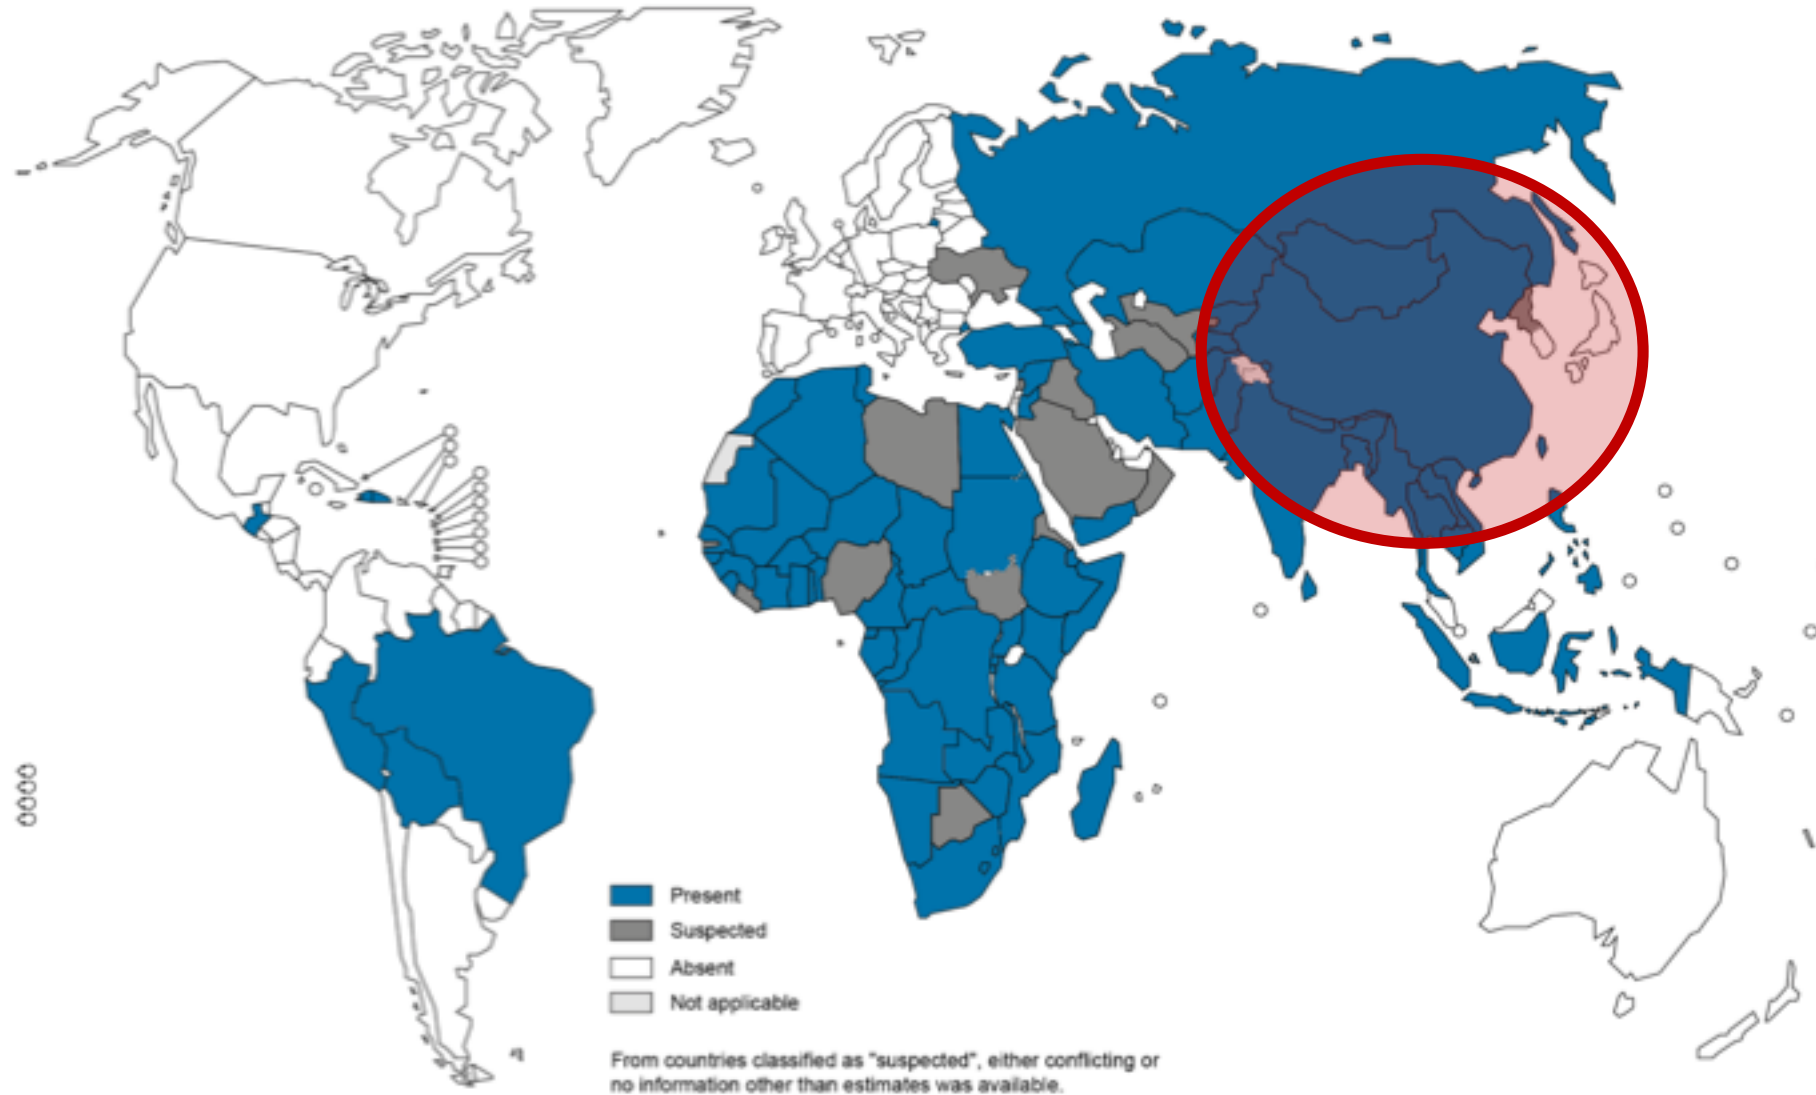 Present
Suspected
Absent
Not applicable
From countries classified as "suspected", either conflicting or
no information other than estimates was available.